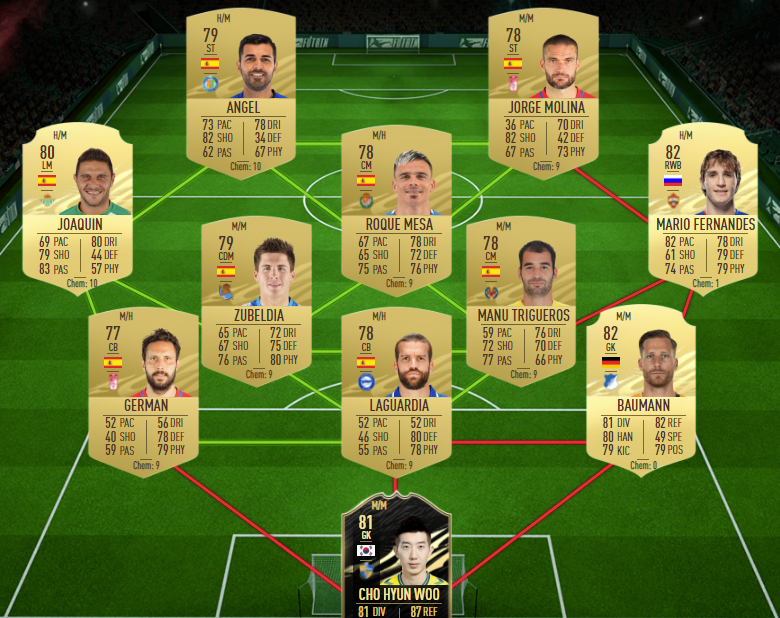 H/M
79
ST
ANGEL
73 PAC 78 DRI
82 SHO 34 DEF
62 PAS 67 PHY
Chem: 10
M/M
78
ST
JORGE MOLINA
36 PAC 70 DRI
82 SHO 42 DEF
67 PAS 73 PHY
Chem: 9
H/M
80
LM
JOAQUIN
69 PAC 80 DRI
79 SHO 44 DEF
83 PAS 57 PHY
Chem: 10
M/H
78
CM
ROQUE MESA
67 PAC 78 DRI
65 SHO 72 DEF
75 PAS 76 PHY
Chem: 9
H/M
82
RWB
MARIO FERNANDES
82 PAC 78 DRI
61 SHO 79 DEF
74 PAS 79 PHY
Chem: 1
M/M
79
CDM
ZUBELDIA
65 PAC 72 DRI
67 SHO 75 DEF
76 PAS 80 PHY
Chem: 9
M/M
78
CM
MANU TRIGUEROS
59 PAC 76 DRI
72 SHO 70 DEF
77 PAS 66 PHY
Chem: 9
M/H
77
CB
GERMAN
52 PAC 56 DRI
40 SHO 78 DEF
59 PAS 79 PHY
Chem: 9
M/H
78
CB
LAGUARDIA
52 PAC 52 DRI
46 SHO 80 DEF
55 PAS 78 PHY
Chem: 9
M/M
82
GK
BAUMANN
81 DIV 82 REF
80 HAN 49 SPE
79 KIC 79 POS
Chem: 0
M/M
81
GK
CHO HYUN WOO
81 DIV 87 REF